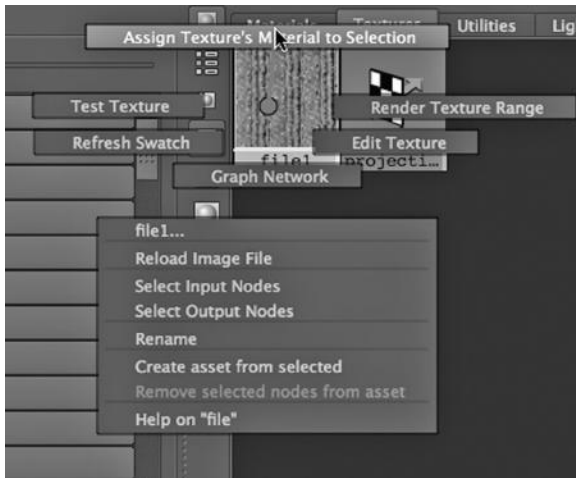 Materials Textures Utilities Lig
Assign Texture's Material to Selection
Test Texture Render Texture Range
Refresh Swatch Edit Texture
file1 projecti...
Graph Network
file1...
Reload Image File
Select Input Nodes
Select Output Nodes
Rename
Create asset from selected
Remove selected nodes from asset
Help on "file"